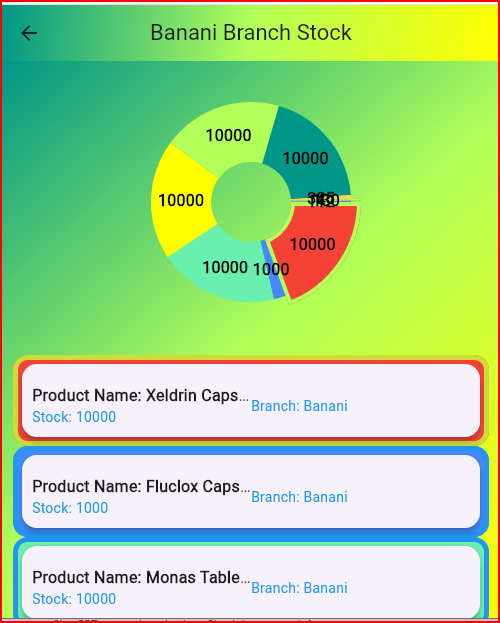 Banani Branch Stock
10000
10000
10000
365
10000
10000
1000
Product Name: Xeldrin Caps...
Stock: 10000
Branch: Banani
Product Name: Fluclox Caps...
Stock: 1000
Branch: Banani
Product Name: Monas Table...
Stock: 10000
Branch: Banani